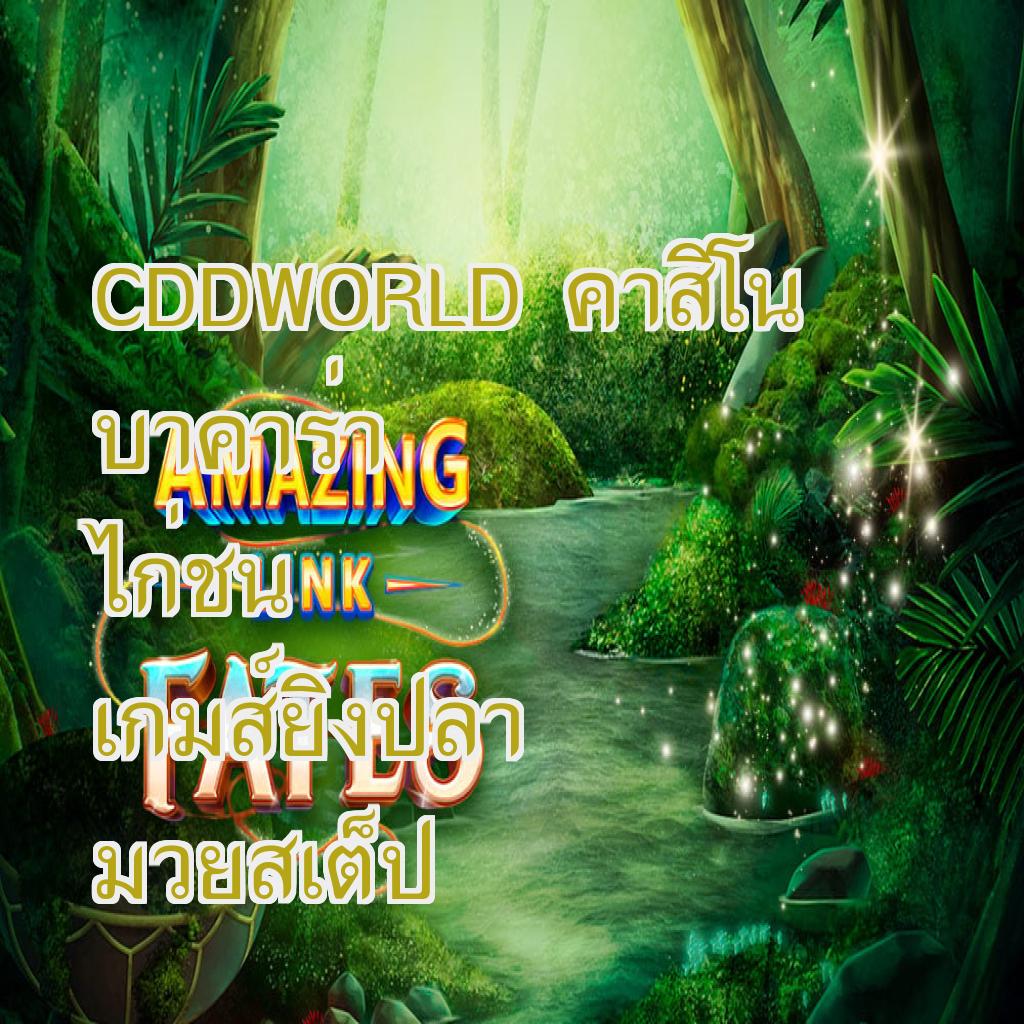 CDDWORLD คาสิโน
บาคาร่า
AMAZING
ไก่ชน
NK
เกมส์ยิงปลา
FATES
มวยสเต็ป